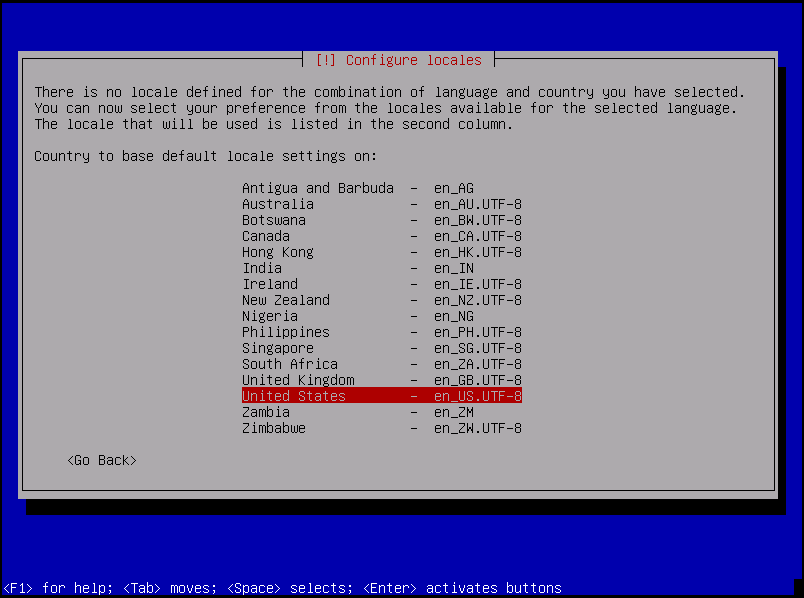 [!] Configure locales
There is no locale defined for the combination of language and country you have selected.
You can now select your preference from the locales available for the selected language.
The locale that will be used is listed in the second column.
Country to base default locale settings on:
Antigua and Barbuda - en_AG
Australia - en_AU.UTF-8
Botswana - en_BW.UTF-8
Canada - en_CA.UTF-8
Hong Kong - en_HK.UTF-8
India - en_IN
Ireland - en_IE.UTF-8
New Zealand - en_NZ.UTF-8
Nigeria - en_NG
Philippines - en_PH.UTF-8
Singapore - en_SG.UTF-8
South Africa - en_ZA.UTF-8
United Kingdom - en_GB.UTF-8
United States - en_US.UTF-8
Zambia - en_ZM
Zimbabwe - en_ZW.UTF-8
<Go Back>
<F1> for help; <Tab> moves; <Space> selects; <Enter> activates buttons